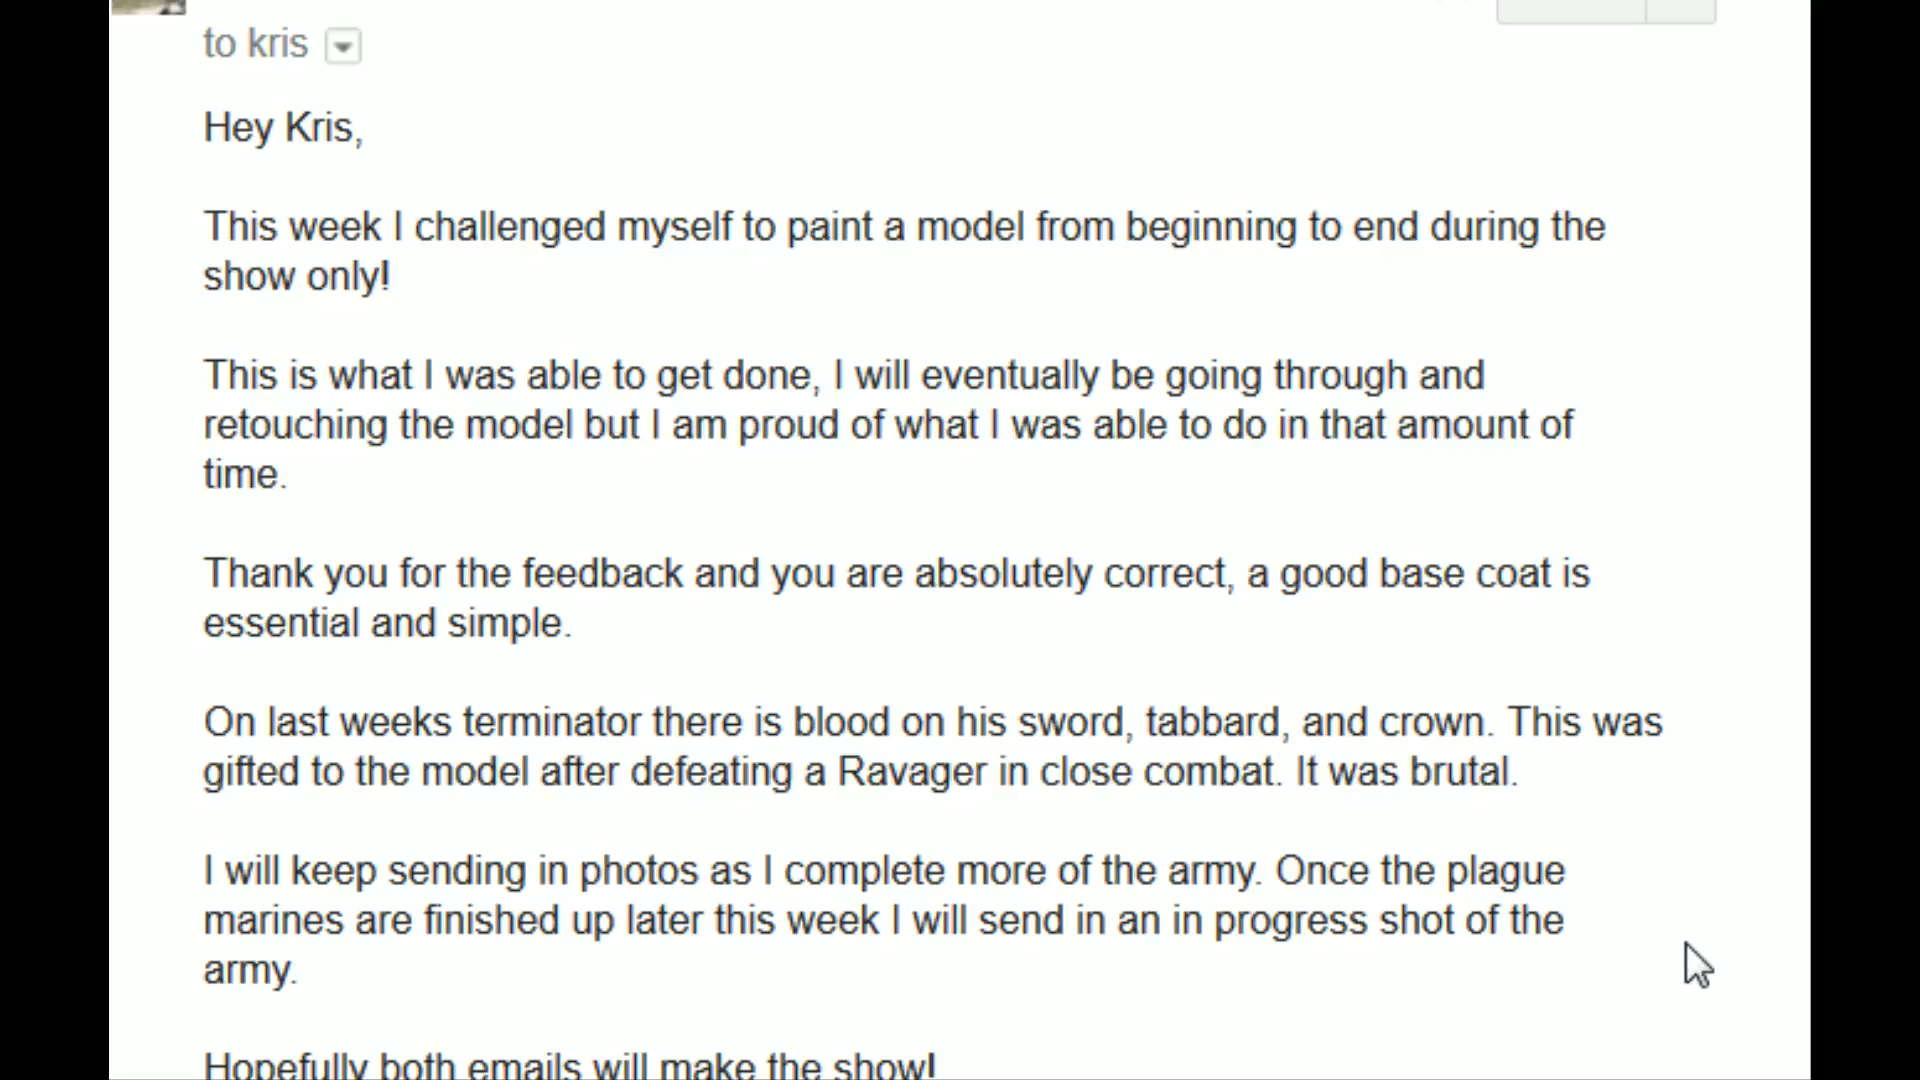 to kris
Hey Kris,
This week I challenged myself to paint a model from beginning to end during the
show only!
This is what I was able to get done, I will eventually be going through and
retouching the model but I am proud of what I was able to do in that amount of
time.
Thank you for the feedback and you are absolutely correct, a good base coat is
essential and simple.
On last weeks terminator there is blood on his sword, tabbard, and crown. This was
gifted to the model after defeating a Ravager in close combat. It was brutal.
I will keep sending in photos as I complete more of the army. Once the plague
marines are finished up later this week I will send in an in progress shot of the
army.
Hopefully both emails will make the show!